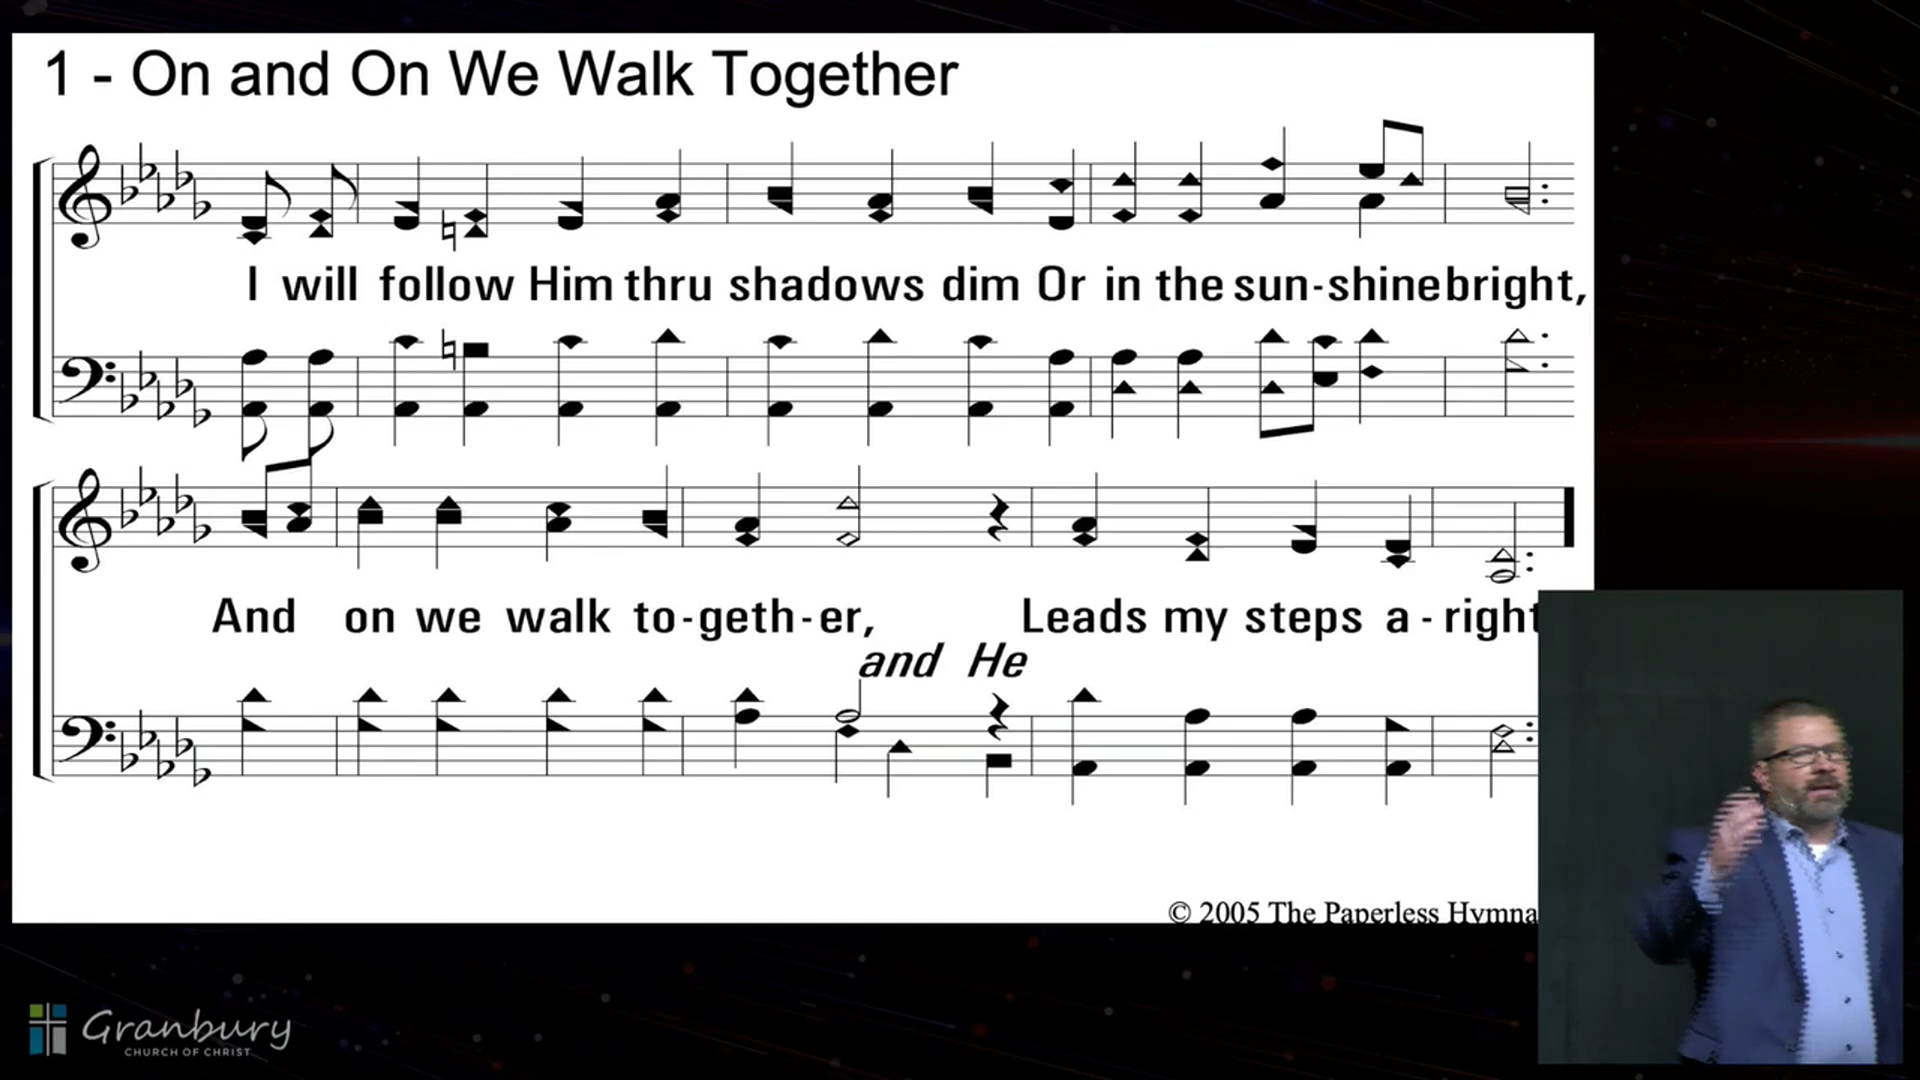 1 - On and On We Walk Together
I will follow Him thru shadows dim Or in the sun-shine bright,
And on we walk to-geth-er, Leads my steps a-right
and He
© 2005 The Paperless Hymna
Granbury
CHURCH OF CHRIST